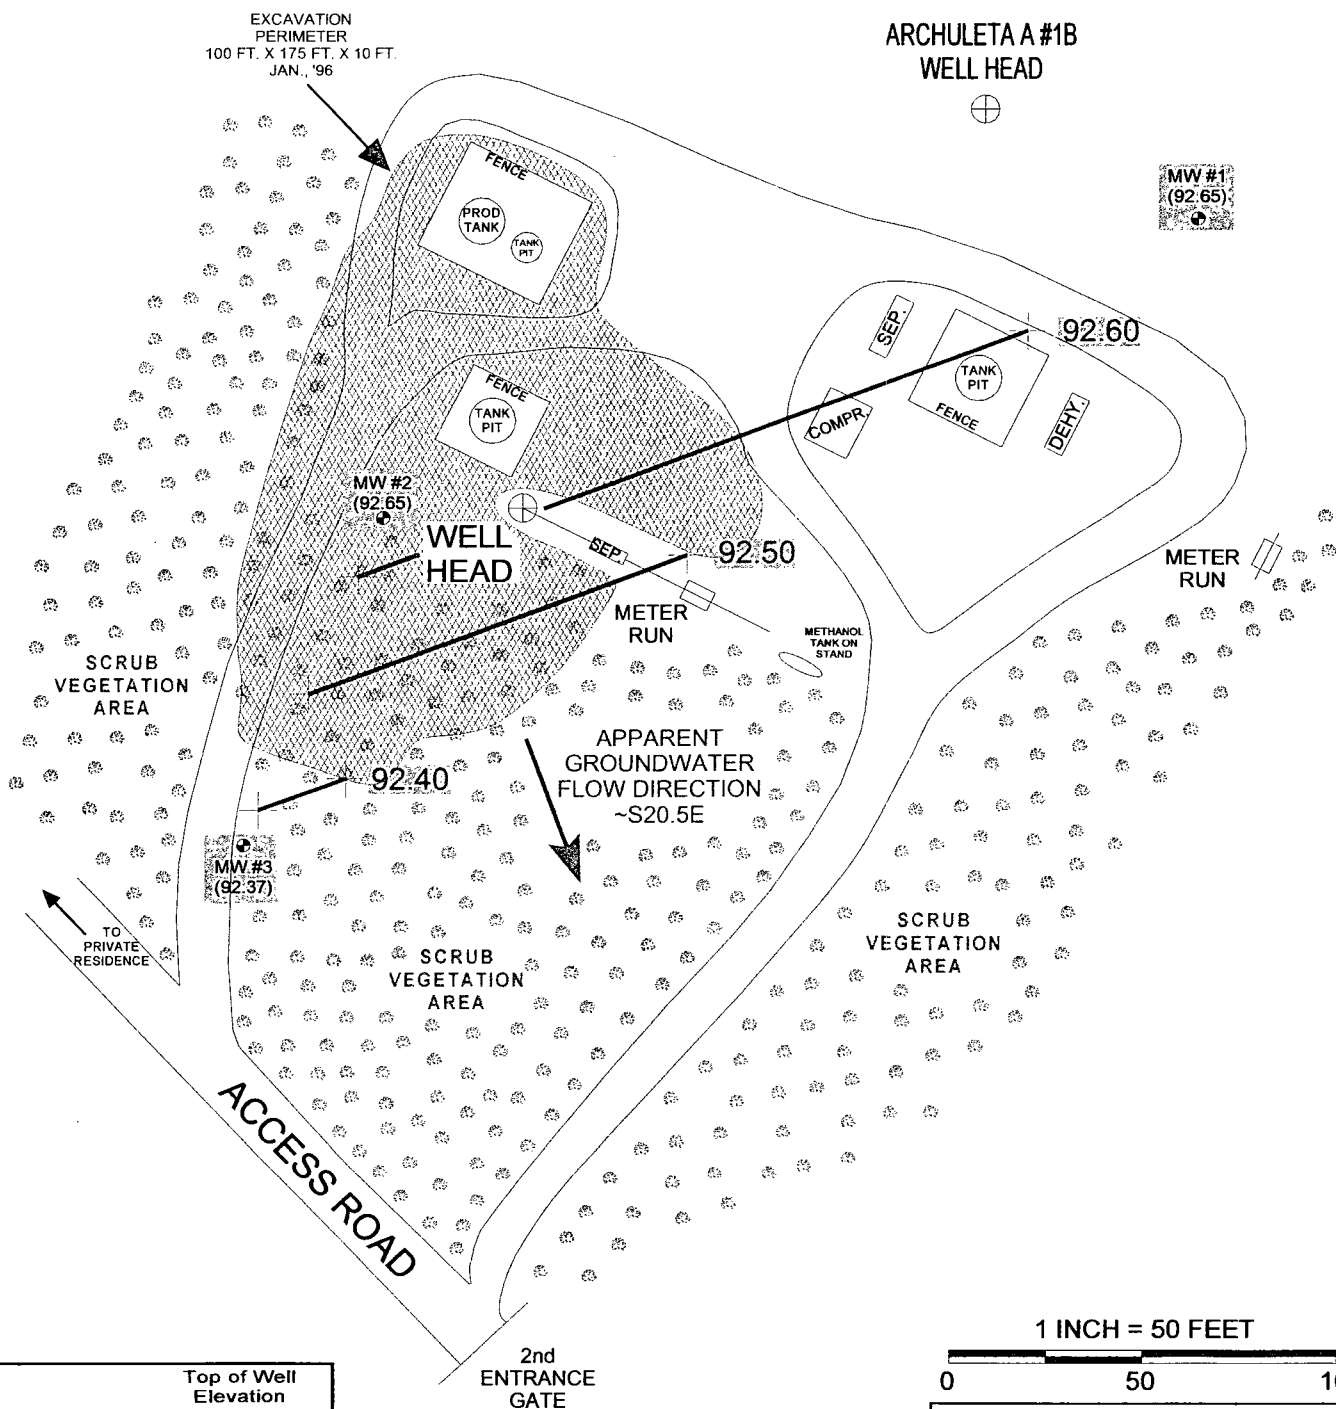 EXCAVATION
PERIMETER
100 FT. X 175 FT. X 10 FT.
JAN., '96
ARCHULETA A #1B
WELL HEAD
MW #1
(92.65)
FENCE
PROD
TANK
TANK
PIT
SEP.
92.60
TANK
PIT
FENCE
DEHY.
COMPR.
FENCE
TANK
PIT
MW #2
(92.65)
WELL
HEAD
SEP.
92.50
METER
RUN
METER
RUN
METHANOL
TANK ON
STAND
SCRUB
VEGETATION
AREA
APPARENT
GROUNDWATER
FLOW DIRECTION
~S20.5E
92.40
MW #3
(92.37)
TO
PRIVATE
RESIDENCE
SCRUB
VEGETATION
AREA
SCRUB
VEGETATION
AREA
ACCESS ROAD
2nd
ENTRANCE
GATE
1 INCH = 50 FEET
0 50
Top of Well
Elevation